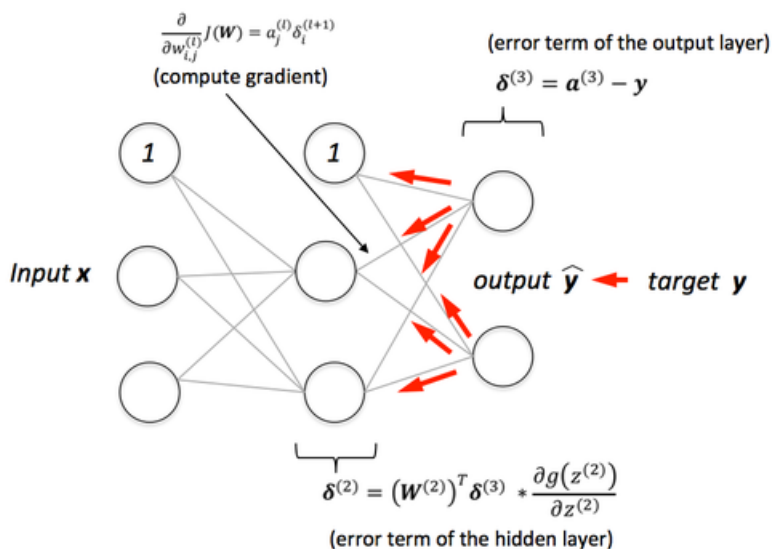 ∂/∂w_{i,j}^{(l)} J(W) = a_j^{(l)} δ_i^{(l+1)}
(compute gradient)
(error term of the output layer)
δ^{(3)} = a^{(3)} − y
1
1
Input x
output ŷ
target y
δ^{(2)} = (W^{(2)})^T δ^{(3)} * ∂g(z^{(2)})/∂z^{(2)}
(error term of the hidden layer)